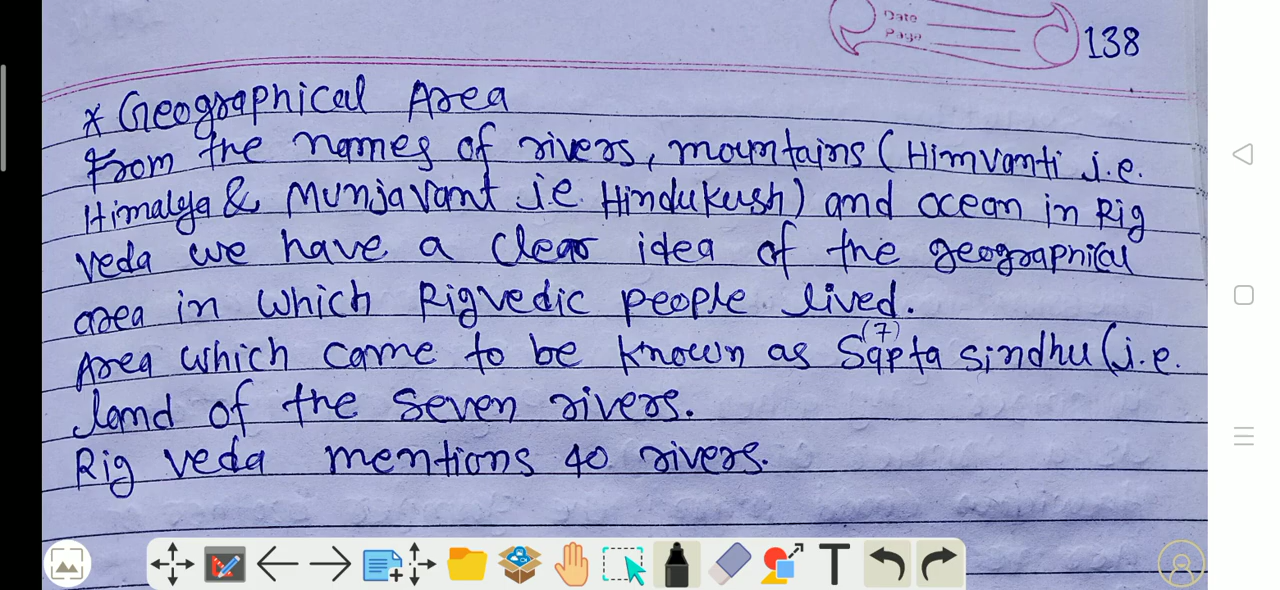 Date
Page
138
* Geographical Area
From the names of rivers, mountains (Himvanti i.e.
Himalya & Munjavant i.e. Hindukush) and ocean in Rig
veda we have a clear idea of the geographical
area in which Rigvedic people lived.
(7)
Area which came to be known as Sapta sindhu (i.e.
land of the seven rivers.
Rig veda mentions 40 rivers.
T